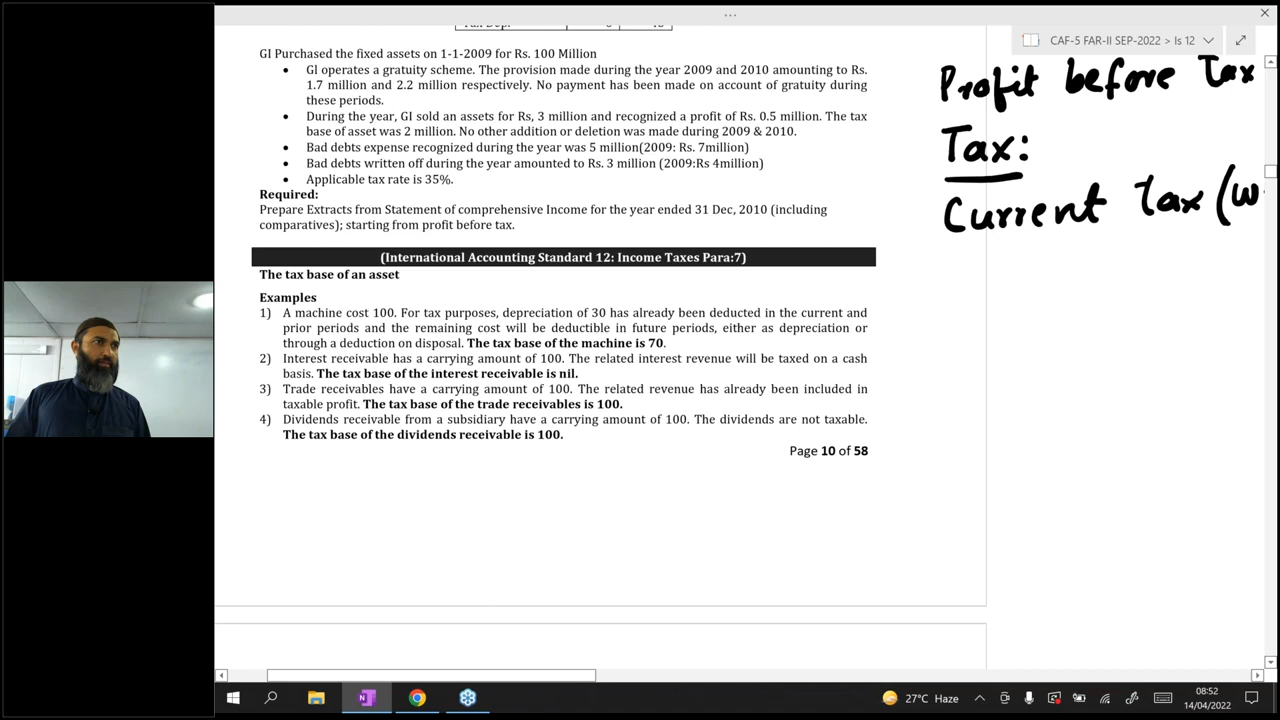 GI Purchased the fixed assets on 1-1-2009 for Rs. 100 Million
• GI operates a gratuity scheme. The provision made during the year 2009 and 2010 amounting to Rs.
1.7 million and 2.2 million respectively. No payment has been made on account of gratuity during
these periods.
• During the year, GI sold an assets for Rs, 3 million and recognized a profit of Rs. 0.5 million. The tax
base of asset was 2 million. No other addition or deletion was made during 2009 & 2010.
• Bad debts expense recognized during the year was 5 million(2009: Rs. 7million)
• Bad debts written off during the year amounted to Rs. 3 million (2009:Rs 4million)
• Applicable tax rate is 35%.
Required:
Prepare Extracts from Statement of comprehensive Income for the year ended 31 Dec, 2010 (including
comparatives); starting from profit before tax.
(International Accounting Standard 12: Income Taxes Para:7)
The tax base of an asset
Examples
1) A machine cost 100. For tax purposes, depreciation of 30 has already been deducted in the current and
prior periods and the remaining cost will be deductible in future periods, either as depreciation or
through a deduction on disposal. The tax base of the machine is 70.
2) Interest receivable has a carrying amount of 100. The related interest revenue will be taxed on a cash
basis. The tax base of the interest receivable is nil.
3) Trade receivables have a carrying amount of 100. The related revenue has already been included in
taxable profit. The tax base of the trade receivables is 100.
4) Dividends receivable from a subsidiary have a carrying amount of 100. The dividends are not taxable.
The tax base of the dividends receivable is 100.
Page 10 of 58
CAF-5 FAR-II SEP-2022 > Is 12
Profit before Tax
Tax:
Current Tax (w
27°C Haze
08:52
14/04/2022